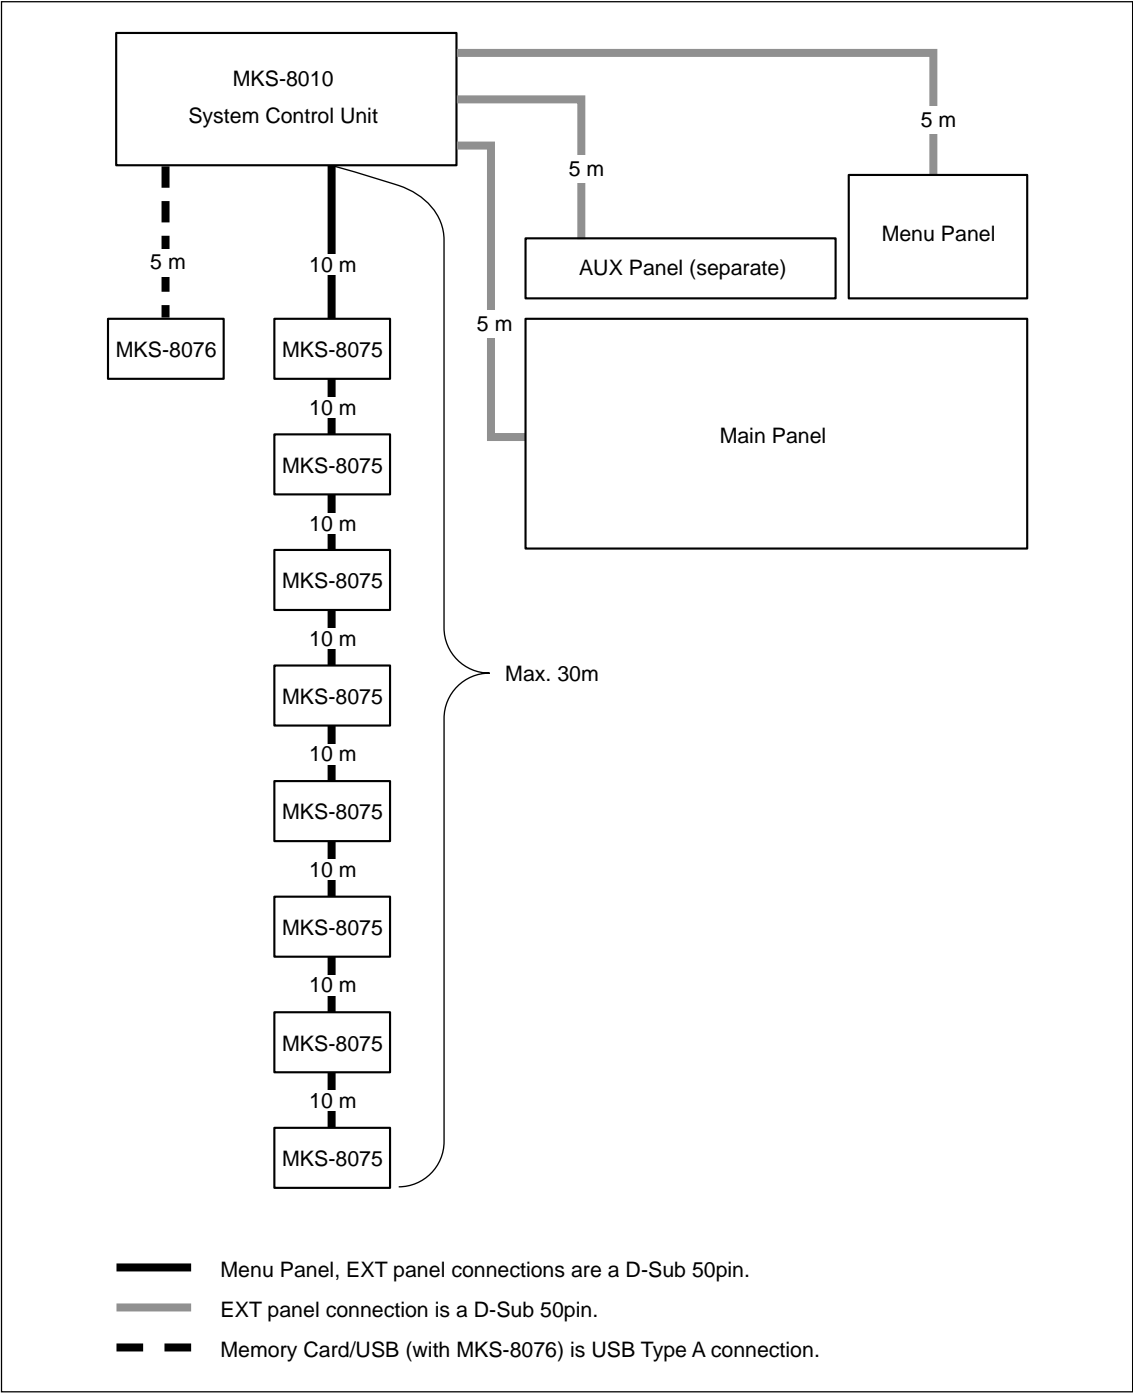 MKS-8010
System Control Unit
5 m
5 m
Menu Panel
AUX Panel (separate)
5 m
10 m
5 m
MKS-8076
MKS-8075
Main Panel
10 m
MKS-8075
10 m
MKS-8075
10 m
MKS-8075
Max. 30m
10 m
MKS-8075
10 m
MKS-8075
10 m
MKS-8075
10 m
MKS-8075
Menu Panel, EXT panel connections are a D-Sub 50pin.
EXT panel connection is a D-Sub 50pin.
Memory Card/USB (with MKS-8076) is USB Type A connection.